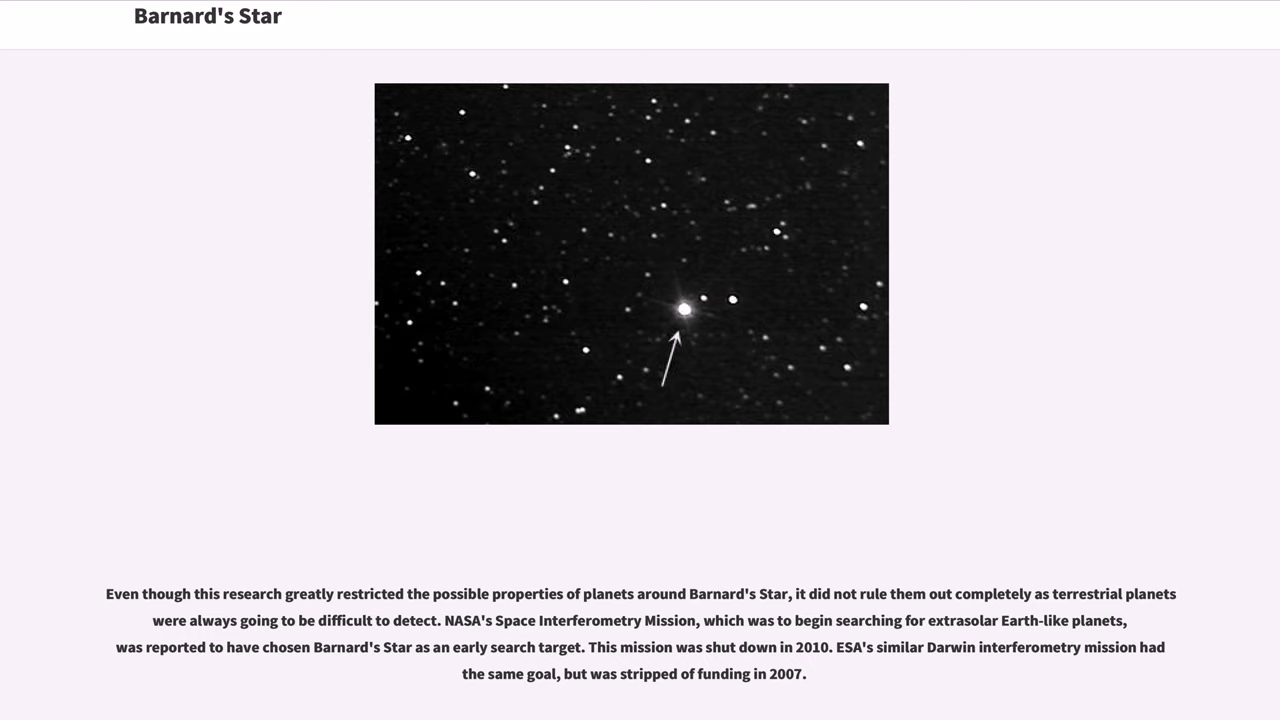 Barnard's Star
Even though this research greatly restricted the possible properties of planets around Barnard's Star, it did not rule them out completely as terrestrial planets
were always going to be difficult to detect. NASA's Space Interferometry Mission, which was to begin searching for extrasolar Earth-like planets,
was reported to have chosen Barnard's Star as an early search target. This mission was shut down in 2010. ESA's similar Darwin interferometry mission had
the same goal, but was stripped of funding in 2007.